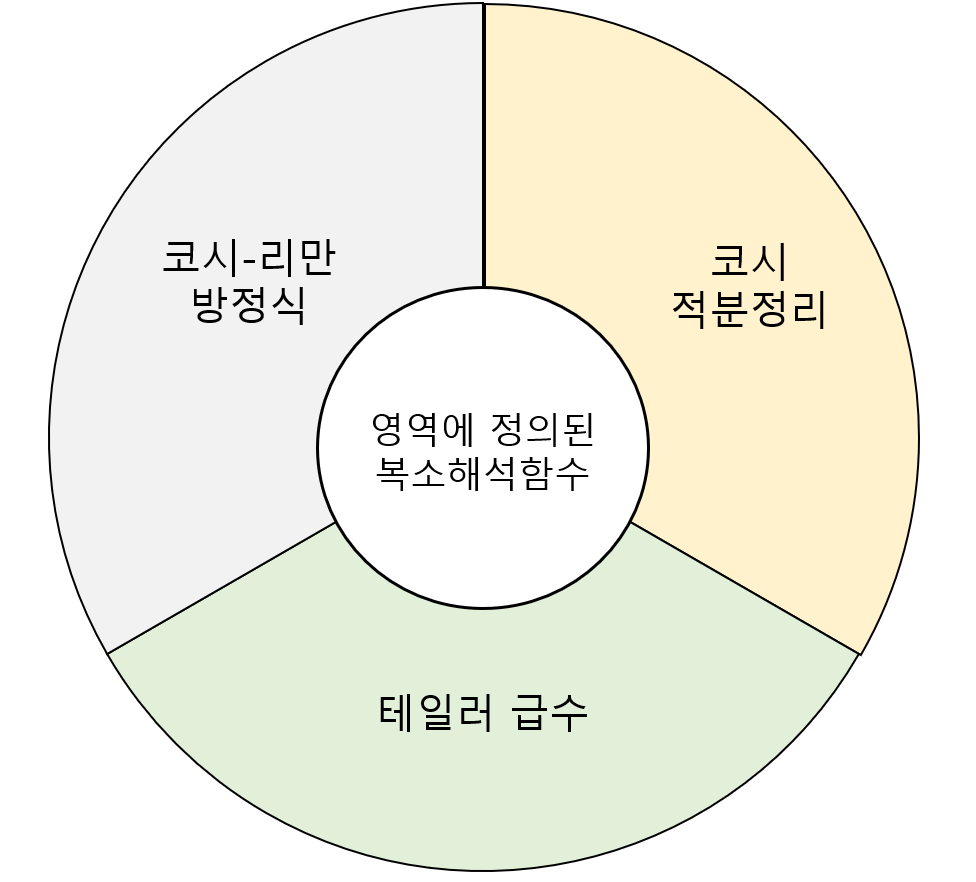 코시-리만
방정식
코시
적분정리
영역에 정의된
복소해석함수
테일러 급수